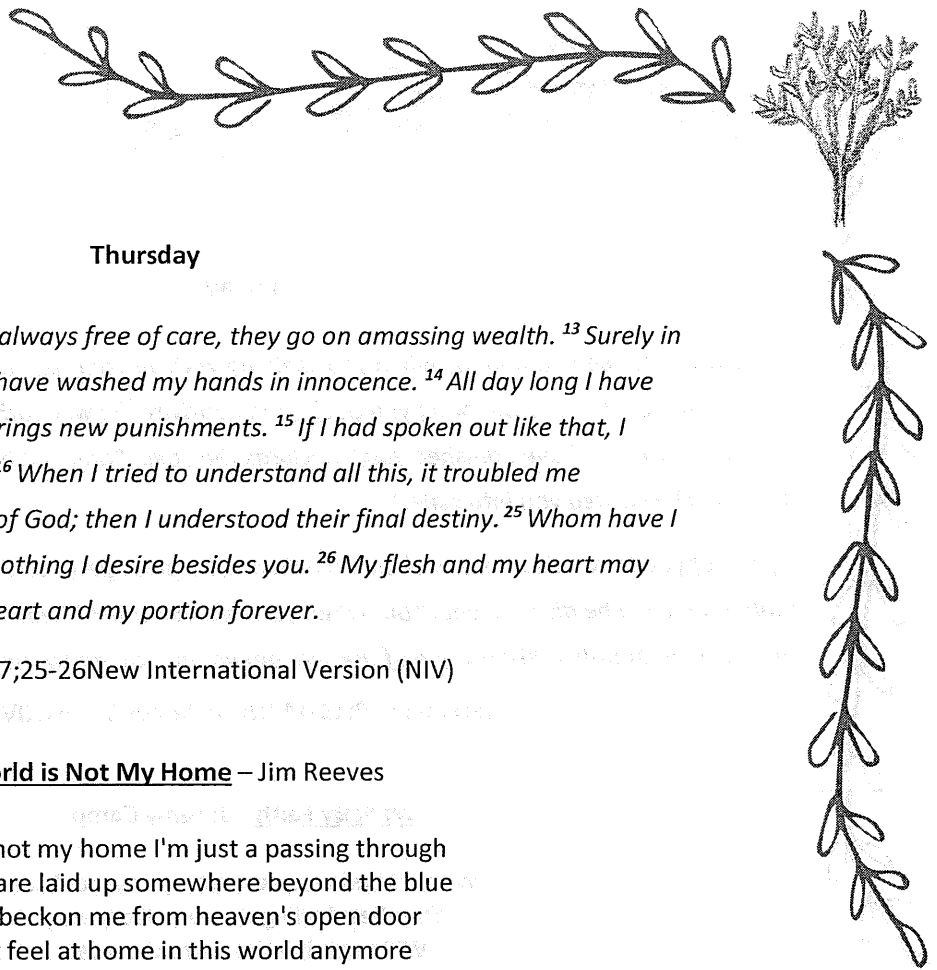 Thursday
always free of care, they go on amassing wealth. ¹³ Surely in
have washed my hands in innocence. ¹⁴ All day long I have
rings new punishments. ¹⁵ If I had spoken out like that, I
¹⁶ When I tried to understand all this, it troubled me
of God; then I understood their final destiny. ²⁵ Whom have I
othing I desire besides you. ²⁶ My flesh and my heart may
eart and my portion forever.
7;25-26New International Version (NIV)
orld is Not My Home – Jim Reeves
not my home I'm just a passing through
are laid up somewhere beyond the blue
beckon me from heaven's open door
feel at home in this world anymore